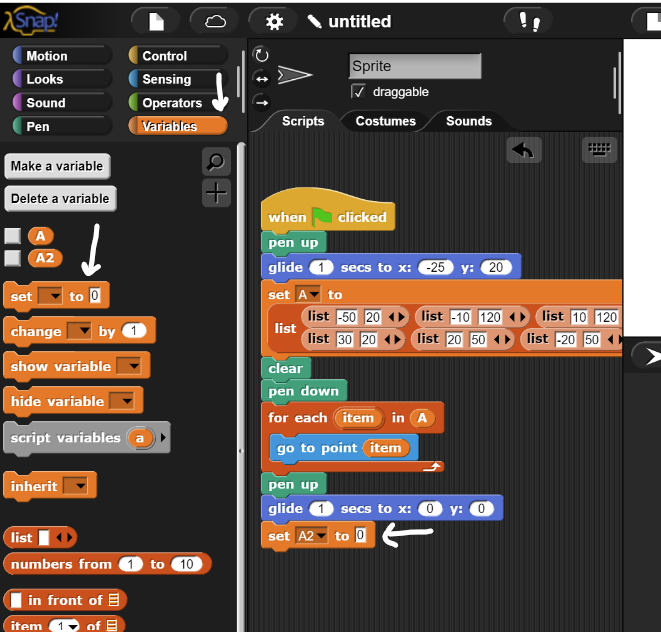 λSnap! untitled
Motion Control
Looks Sensing
Sound Operators
Pen Variables
Make a variable
Delete a variable
A
A2
set to 0
change by 1
show variable
hide variable
script variables a
inherit
list
numbers from 1 to 10
in front of
item 1 of
Sprite
draggable
Scripts Costumes Sounds
when clicked
pen up
glide 1 secs to x: -25 y: 20
set A to
list -50 20 list -10 120 list 10 120
list
list 30 20 list 20 50 list -20 50
clear
pen down
for each item in A
go to point item
pen up
glide 1 secs to x: 0 y: 0
set A2 to 0